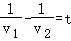 1/v₁ - 1/v₂ = t